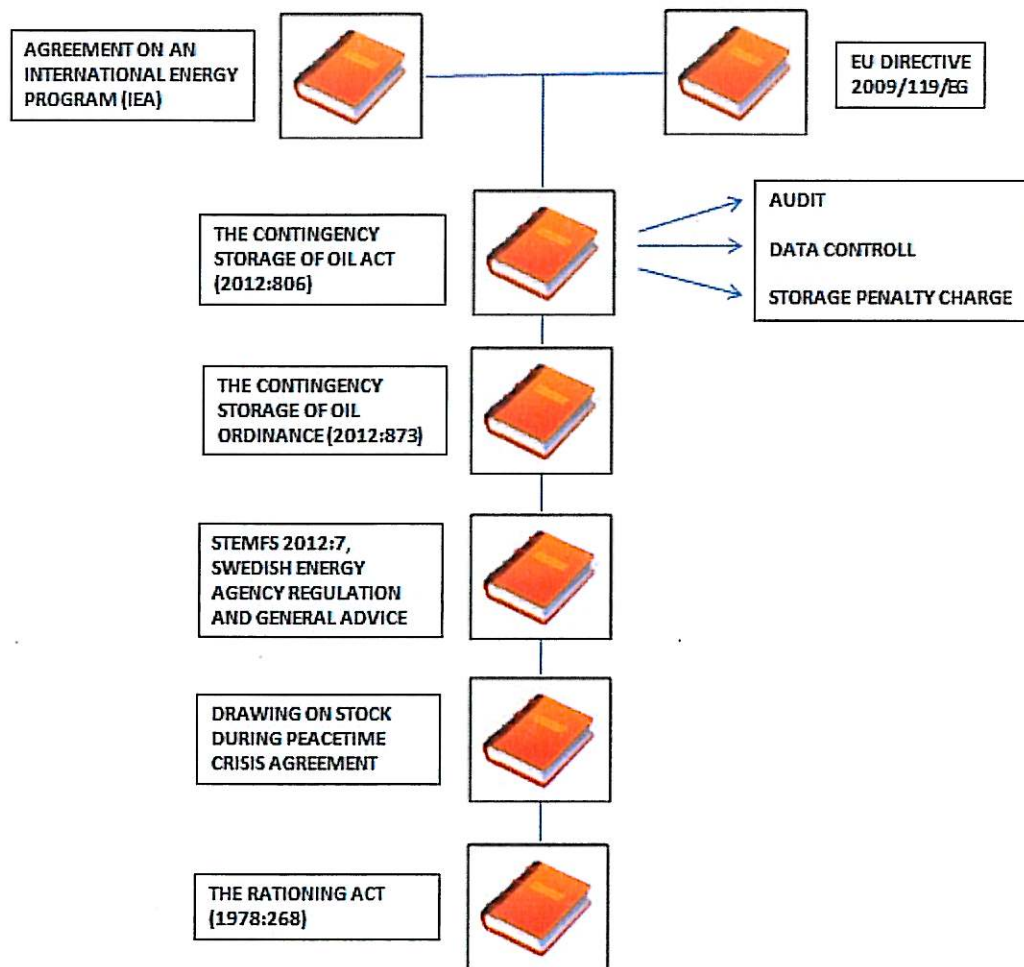 AGREEMENT ON AN
INTERNATIONAL ENERGY
PROGRAM (IEA)
EU DIRECTIVE
2009/119/EG
THE CONTINGENCY
STORAGE OF OIL ACT
(2012:806)
AUDIT
DATA CONTROLL
STORAGE PENALTY CHARGE
THE CONTINGENCY
STORAGE OF OIL
ORDINANCE (2012:873)
STEMFS 2012:7,
SWEDISH ENERGY
AGENCY REGULATION
AND GENERAL ADVICE
DRAWING ON STOCK
DURING PEACETIME
CRISIS AGREEMENT
THE RATIONING ACT
(1978:268)